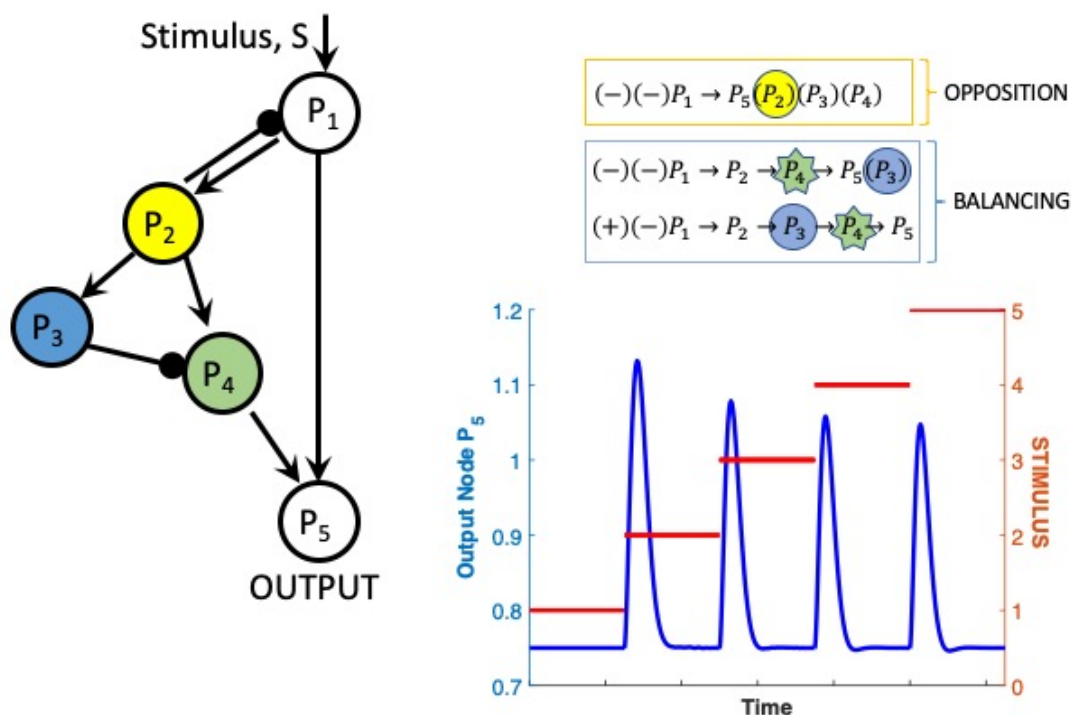 Stimulus, S
P₁
P₂
P₃
P₄
P₅
OUTPUT
(−)(−)P₁ → P₅(P₂)(P₃)(P₄)
OPPOSITION
(−)(−)P₁ → P₂ → P₄ → P₅(P₃)
(+)(−)P₁ → P₂ → P₃ → P₄ → P₅
BALANCING
Output Node P₅
1.2
1.1
1
0.9
0.8
0.7
5
4
3
2
1
0
STIMULUS
Time